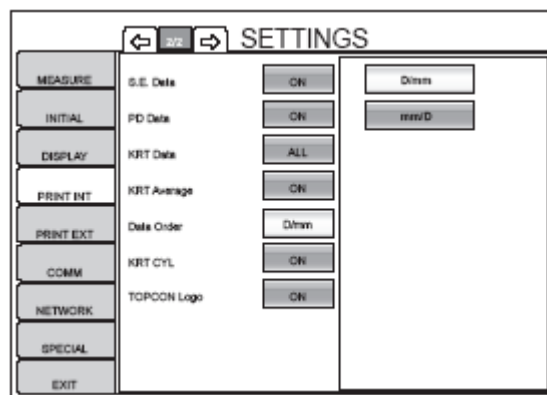 2/2
SETTINGS
MEASURE
INITIAL
DISPLAY
PRINT INT
PRINT EXT
COMM
NETWORK
SPECIAL
EXIT
S.E. Data ON
PD Data ON
KRT Data ALL
KRT Average ON
Data Order D/mm
KRT CYL ON
TOPCON Logo ON
D/mm
mm/D